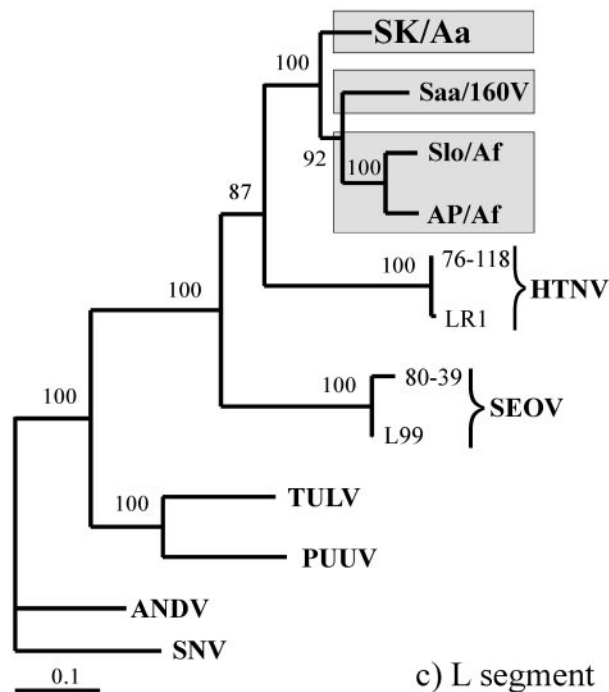 SK/Aa
100
Saa/160V
92
Slo/Af
100
AP/Af
87
76-118
100
HTNV
LR1
100
80-39
100
SEOV
L99
100
TULV
100
PUUV
ANDV
SNV
0.1
c) L segment